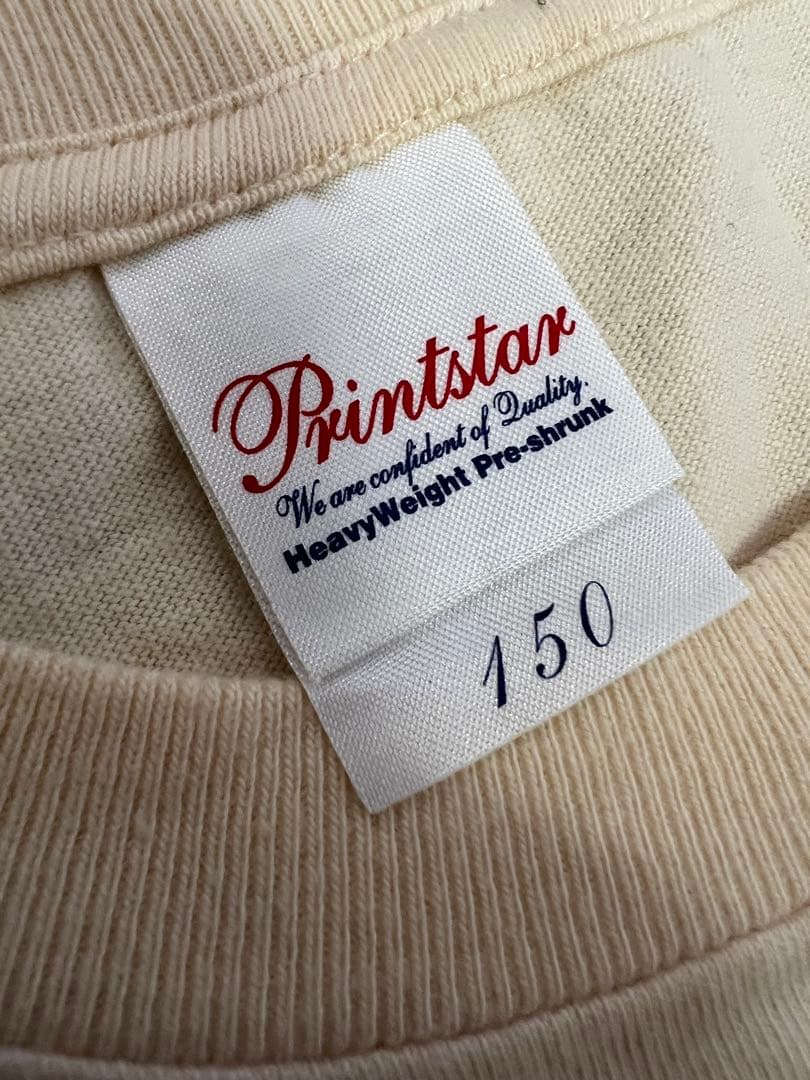 Printstar
We are confident of Quality.
HeavyWeight Pre-shrunk
150